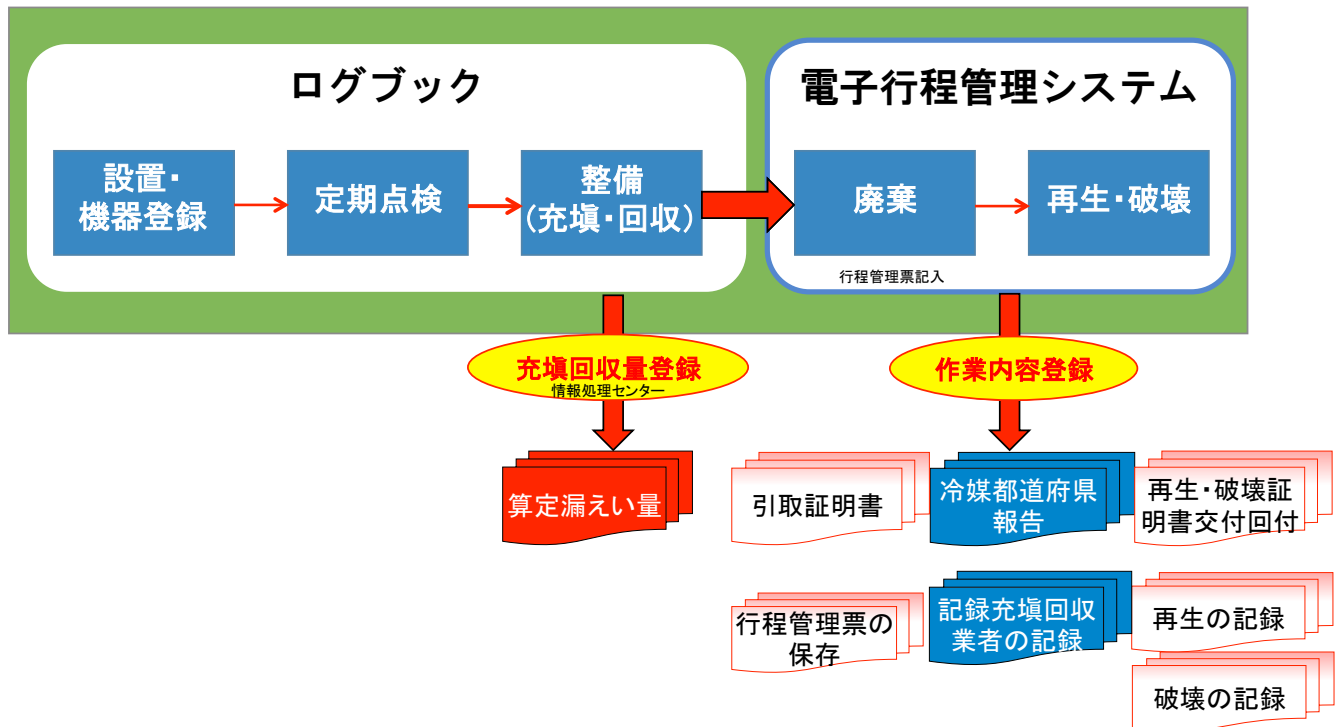 ログブック
電子行程管理システム
設置・
機器登録
定期点検
整備
(充填・回収)
廃棄
再生・破壊
行程管理票記入
充塡回収量登録
情報処理センター
作業内容登録
算定漏えい量
引取証明書
冷媒都道府県
報告
再生・破壊証
明書交付回付
行程管理票の
保存
記録充填回収
業者の記録
再生の記録
破壊の記録